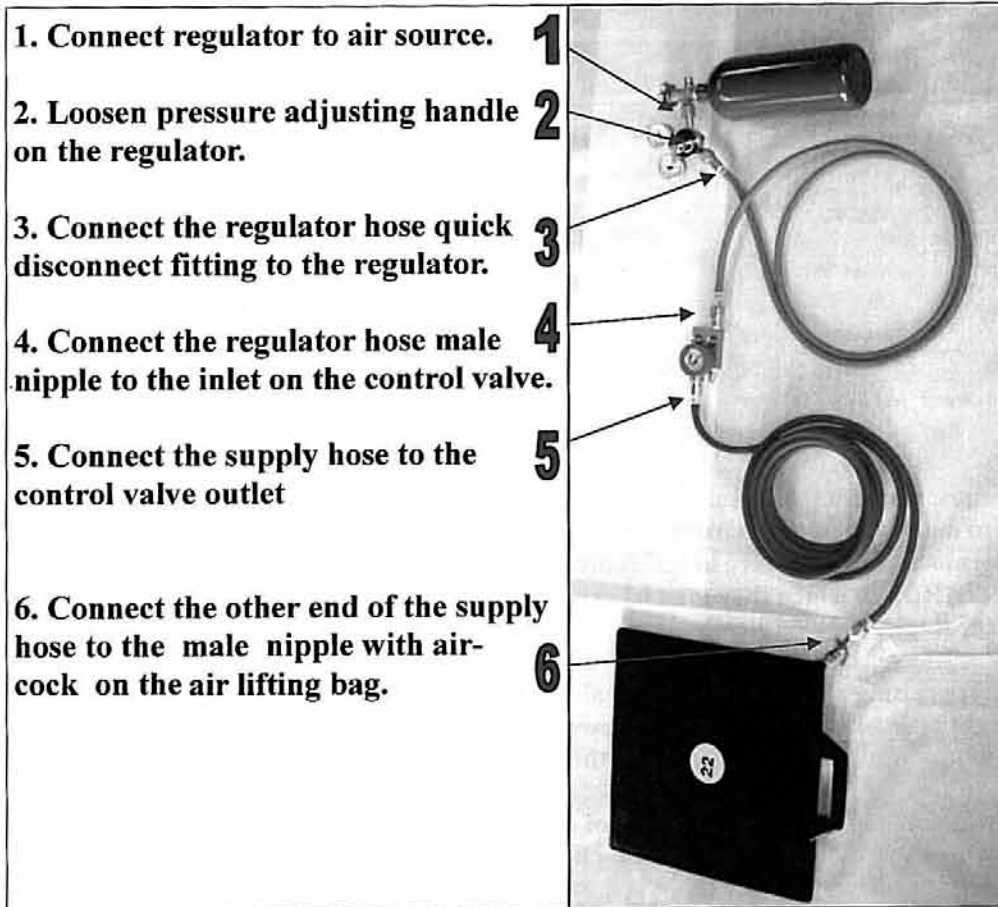 1. Connect regulator to air source.
1
2. Loosen pressure adjusting handle
on the regulator.
2
3. Connect the regulator hose quick
disconnect fitting to the regulator.
3
4. Connect the regulator hose male
nipple to the inlet on the control valve.
4
5. Connect the supply hose to the
control valve outlet
5
6. Connect the other end of the supply
hose to the male nipple with air-
cock on the air lifting bag.
6
22